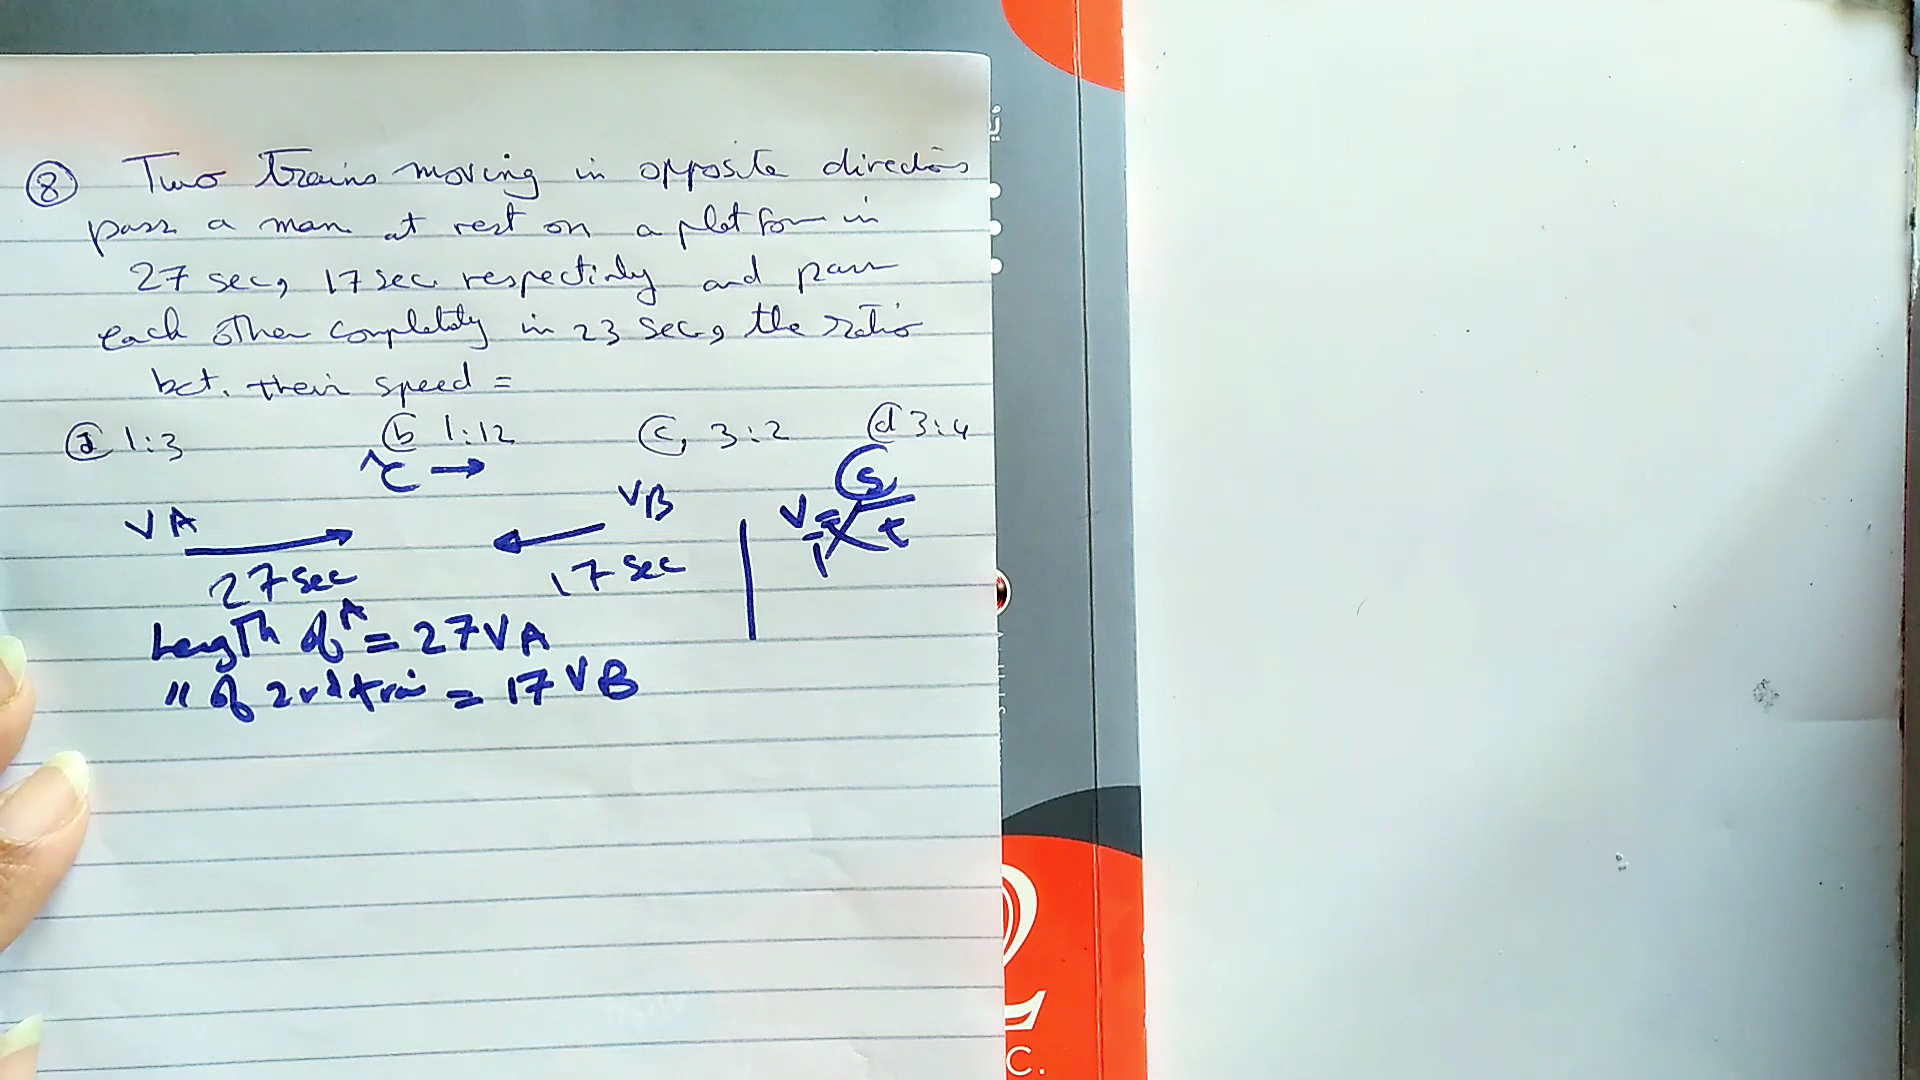 8 Two trains moving in opposite directions
pass a man at rest on a platform in
27 sec, 17 sec respectivly and pass
each other completely in 23 sec, the ratio
bet. their speed =
a 1:3 b 1:12 c, 3:2 d 3:4
VA VB
27 sec 17 sec
V = S / t
1
Length of A = 27 VA
" of 2nd train = 17 VB
C.